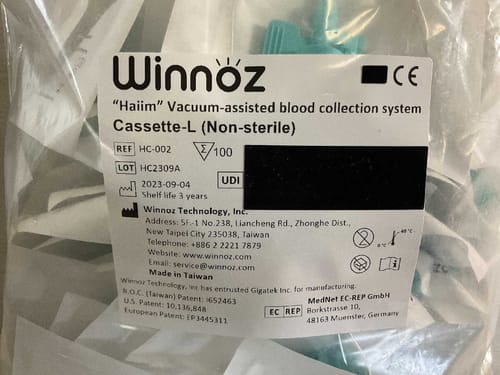 Winnoz
CE
"Haiim" Vacuum-assisted blood collection system
Cassette-L (Non-sterile)
REF HC-002
Σ/100
LOT HC2309A
2023-09-04
Shelf life 3 years
UDI
Winnoz Technology, Inc.
Address: 5F.-1 No.238, Liancheng Rd., Zhonghe Dist.,
New Taipei City 235038, Taiwan
Telephone: +886 2 2221 7879
Website: www.winnoz.com
Email: service@winnoz.com
Made in Taiwan
0°C 40°C
2
i
Winnoz Technology, Inc has entrusted Gigatek Inc. for manufacturing.
R.O.C. (Taiwan) Patent: I652463
U.S. Patent: 10,136,848
European Patent: EP3445311
EC REP
MedNet EC-REP GmbH
Borkstrasse 10,
48163 Muenster, Germany